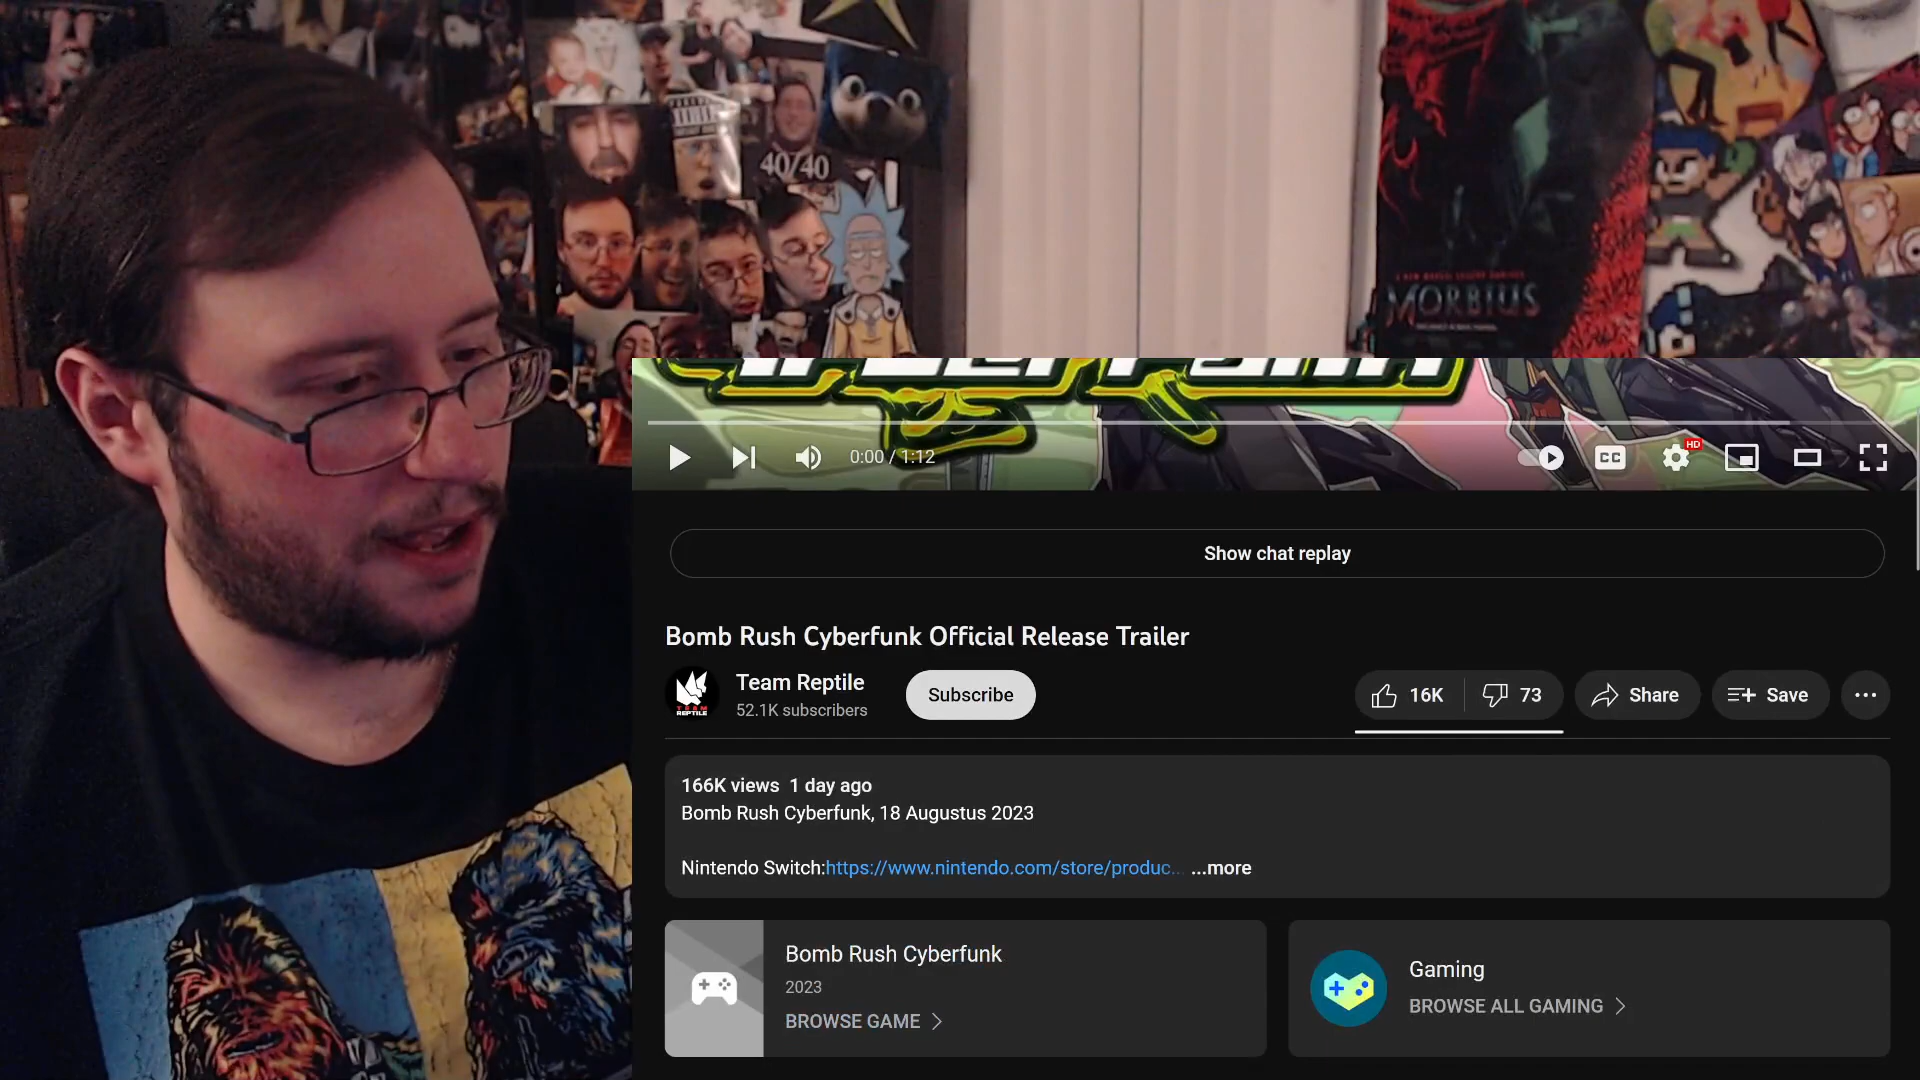 40/40
MORBIUS
0:00 / 1:12
CC
HD
Show chat replay
Bomb Rush Cyberfunk Official Release Trailer
TEAM
REPTILE
Team Reptile
52.1K subscribers
Subscribe
16K
73
Share
Save
166K views 1 day ago
Bomb Rush Cyberfunk, 18 Augustus 2023
Nintendo Switch:https://www.nintendo.com/store/produc... ...more
Bomb Rush Cyberfunk
2023
BROWSE GAME
Gaming
BROWSE ALL GAMING